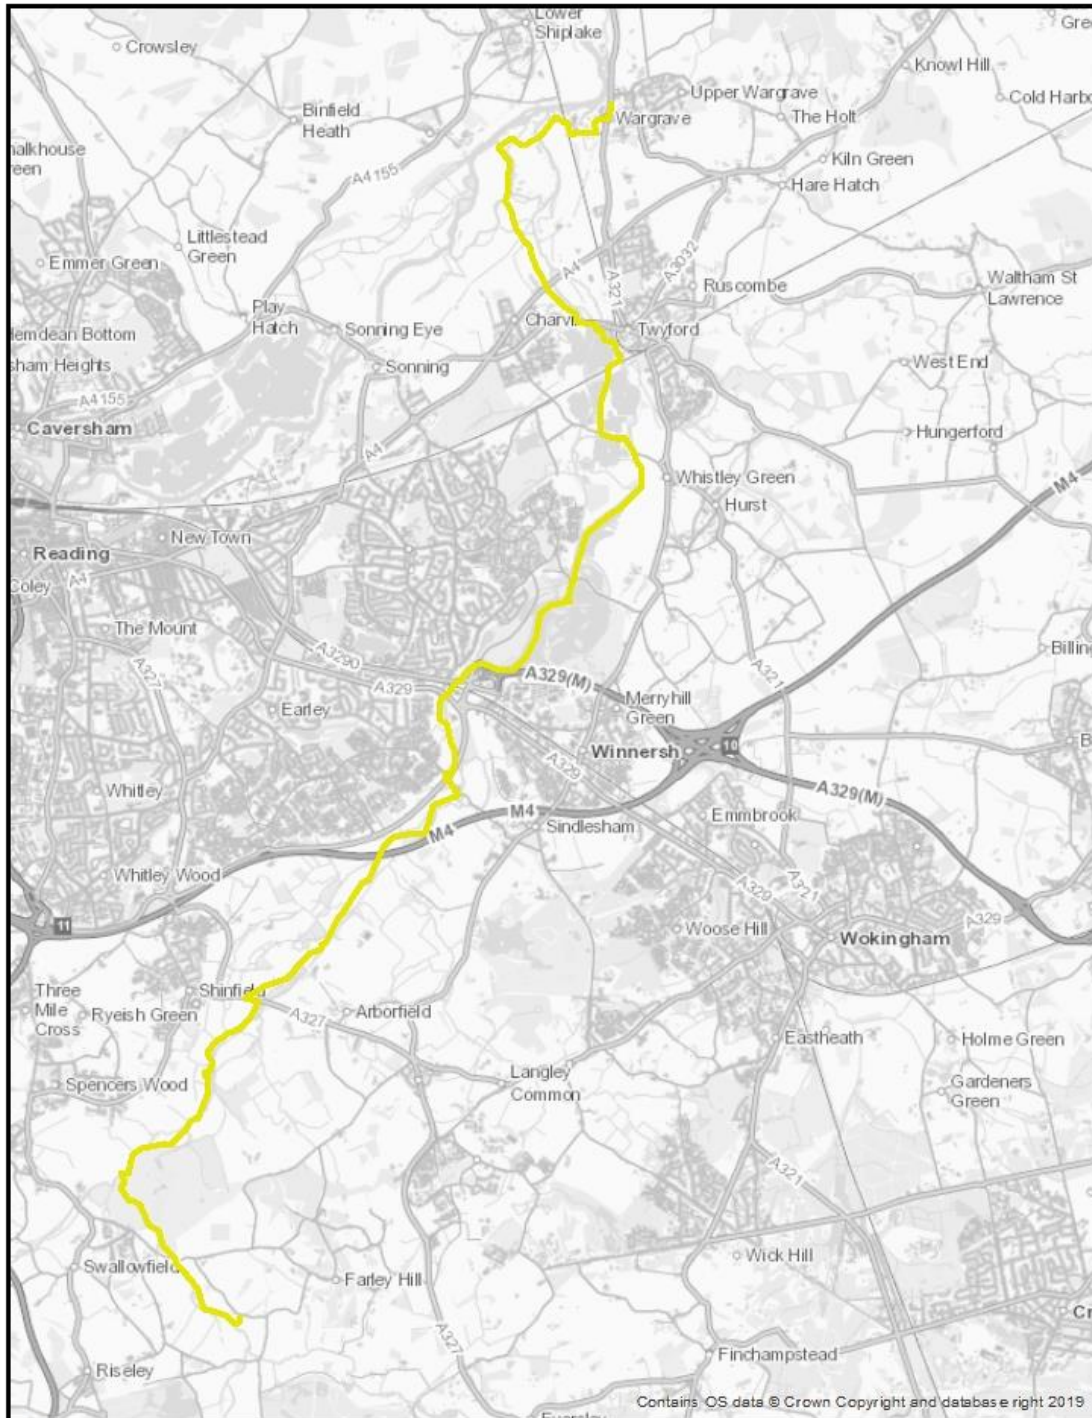 Lower
Shiplake
Crowsley
Knowl Hill
Upper Wargrave
Cold Harbo
Binfield
Heath
Wargrave
The Holt
Kiln Green
Hare Hatch
A4155
Littlestead
Green
Emmer Green
A4
A321
A3032
Ruscombe
Waltham St
Lawrence
Play
Hatch
Sonning Eye
Twyford
Sonning
West End
A4155
Caversham
A4
Hungerford
M4
Whistley Green
Hurst
New Town
Reading
Coley
A4
The Mount
A327
A3290
A329
A329(M)
A321
Earley
Merryhill
Green
Winnersh
10
A329
A329(M)
Whitley
M4
M4
Sindlesham
Emmbrook
Whitley Wood
A329
A321
11
Woose Hill
Wokingham
A329
Three
Mile
Cross
Shinfield
Ryeish Green
A327
Arborfield
Eastheath
Holme Green
Spencers Wood
Langley
Common
Gardeners
Green
A321
Swallowfield
Farley Hill
Wick Hill
A327
Riseley
Finchampstead
Contains OS data © Crown Copyright and database right 2019